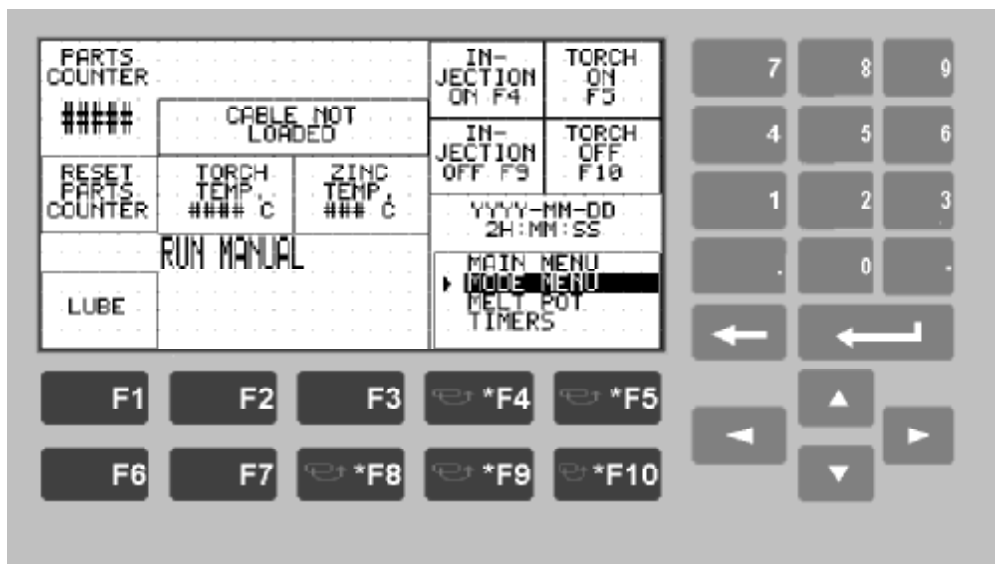 PARTS
COUNTER
#####
RESET
PARTS
COUNTER
LUBE
CABLE NOT
LOADED
TORCH
TEMP.
#### C
ZINC
TEMP.
### C
RUN MANUAL
IN-
JECTION
ON F4
TORCH
ON
F5
IN-
JECTION
OFF F9
TORCH
OFF
F10
YYYY-MM-DD
2H:MM:SS
MAIN MENU
MODE MENU
MELT POT
TIMERS
7 8 9
4 5 6
1 2 3
. 0 -
F1 F2 F3 *F4 *F5
F6 F7 *F8 *F9 *F10